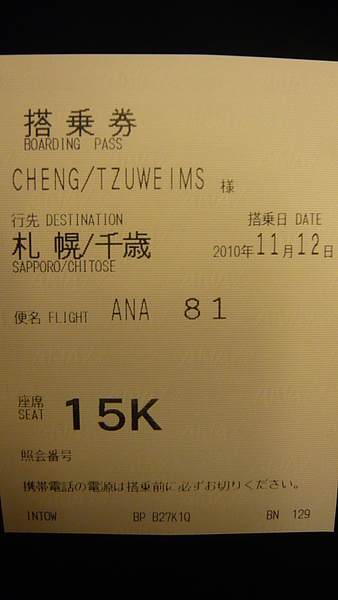 搭乗券
BOARDING PASS
CHENG/TZUWEIMS 様
行先 DESTINATION 搭乗日 DATE
札幌/千歳 2010年11月12日
SAPPORO/CHITOSE
便名 FLIGHT ANA 81
座席
SEAT 15K
照会番号
携帯電話の電源は搭乗前に必ずお切りください。
INTOW BP B27K1Q BN 129